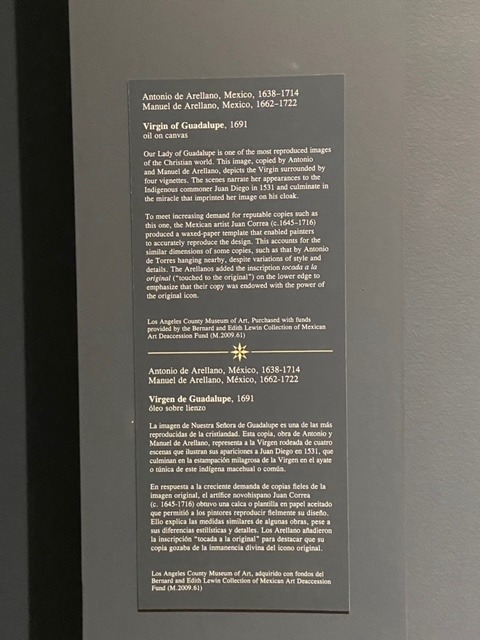 Antonio de Arellano, Mexico, 1638–1714
Manuel de Arellano, Mexico, 1662–1722
Virgin of Guadalupe, 1691
oil on canvas
Our Lady of Guadalupe is one of the most reproduced images
of the Christian world. This image, copied by Antonio
and Manuel de Arellano, depicts the Virgin surrounded by
four vignettes. The scenes narrate her appearances to the
Indigenous commoner Juan Diego in 1531 and culminate in
the miracle that imprinted her image on his cloak.
To meet increasing demand for reputable copies such as
this one, the Mexican artist Juan Correa (c.1645–1716)
produced a waxed-paper template that enabled painters
to accurately reproduce the design. This accounts for the
similar dimensions of some copies, such as that by Antonio
de Torres hanging nearby, despite variations of style and
details. The Arellanos added the inscription tocada a la
original (“touched to the original”) on the lower edge to
emphasize that their copy was endowed with the power of
the original icon.
Los Angeles County Museum of Art, Purchased with funds
provided by the Bernard and Edith Lewin Collection of Mexican
Art Deaccession Fund (M.2009.61)
Antonio de Arellano, México, 1638-1714
Manuel de Arellano, México, 1662-1722
Virgen de Guadalupe, 1691
óleo sobre lienzo
La imagen de Nuestra Señora de Guadalupe es una de las más
reproducidas de la cristiandad. Esta copia, obra de Antonio y
Manuel de Arellano, representa a la Virgen rodeada de cuatro
escenas que ilustran sus apariciones a Juan Diego en 1531, que
culminan en la estampación milagrosa de la Virgen en el ayate
o túnica de este indígena macehual o común.
En respuesta a la creciente demanda de copias fieles de la
imagen original, el artífice novohispano Juan Correa
(c. 1645-1716) obtuvo una calca o plantilla en papel aceitado
que permitió a los pintores reproducir fielmente su diseño.
Ello explica las medidas similares de algunas obras, pese a
sus diferencias estilísticas y detalles. Los Arellano añadieron
la inscripción “tocada a la original” para destacar que su
copia gozaba de la inmanencia divina del icono original.
Los Angeles County Museum of Art, adquirido con fondos del
Bernard and Edith Lewin Collection of Mexican Art Deaccession
Fund (M.2009.61)